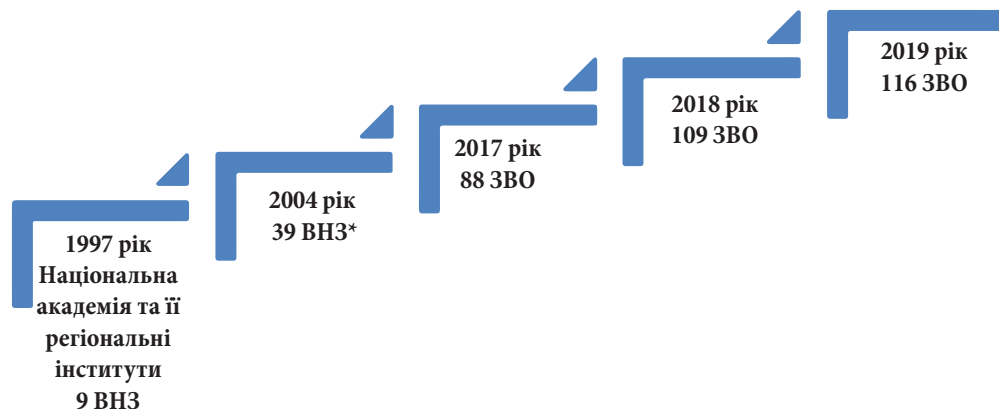 1997 рік
Національна
академія та її
регіональні
інститути
9 ВНЗ
2004 рік
39 ВНЗ*
2017 рік
88 ЗВО
2018 рік
109 ЗВО
2019 рік
116 ЗВО